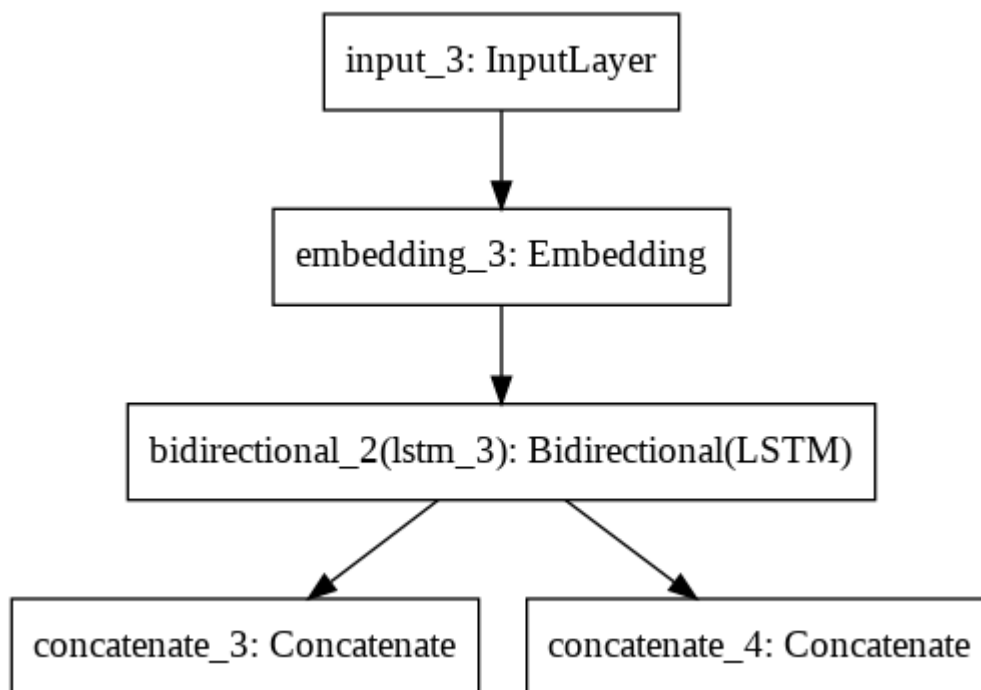 input_3: InputLayer
embedding_3: Embedding
bidirectional_2(lstm_3): Bidirectional(LSTM)
concatenate_3: Concatenate
concatenate_4: Concatenate